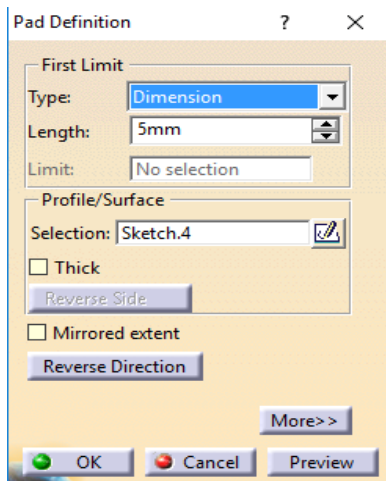 Pad Definition ? ×
First Limit
Type: Dimension
Length: 5mm
Limit: No selection
Profile/Surface
Selection: Sketch.4
Thick
Reverse Side
Mirrored extent
Reverse Direction
More>>
OK Cancel Preview